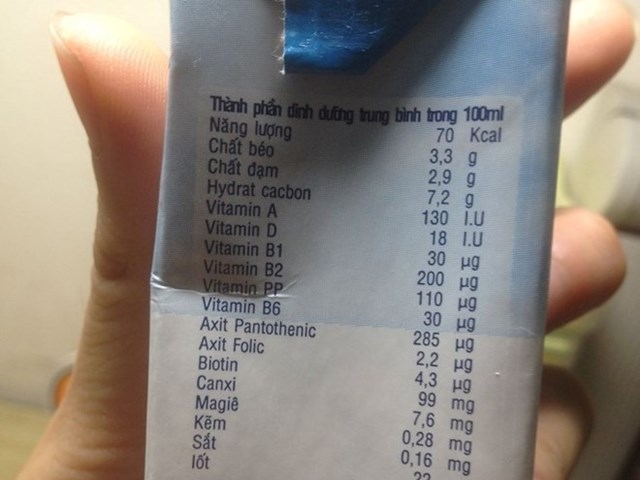 Thành phần dinh dưỡng trung bình trong 100ml
Năng lượng 70 Kcal
Chất béo 3,3 g
Chất đạm 2,9 g
Hydrat cacbon 7,2 g
Vitamin A 130 I.U
Vitamin D 18 I.U
Vitamin B1 30 µg
Vitamin B2 200 µg
Vitamin PP 110 µg
Vitamin B6 30 µg
Axit Pantothenic 285 µg
Axit Folic 2,2 µg
Biotin 4,3 µg
Canxi 99 mg
Magiê 7,6 mg
Kẽm 0,28 mg
Sắt 0,16 mg
Iốt